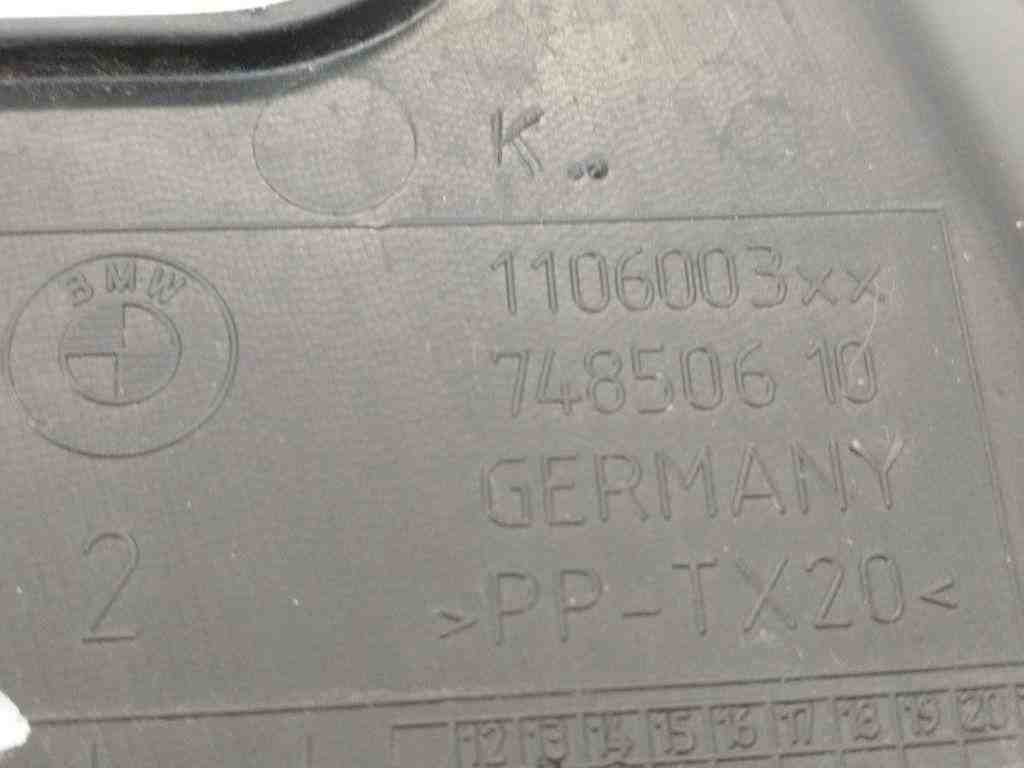 K..
BMW
1106003xx
748506 10
GERMANY
2
>PP-TX20<
12 13 14 15 16 17 18 19 20